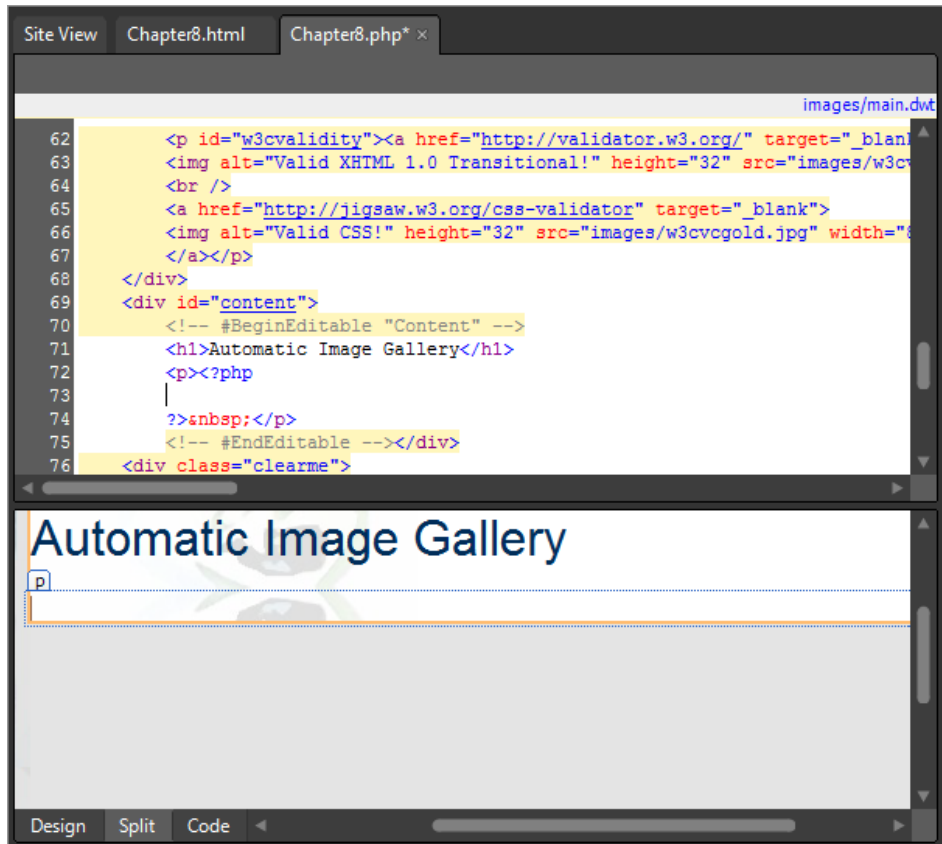 Site View Chapter8.html Chapter8.php* ×
images/main.dwt
62 <p id="w3cvalidity"><a href="http://validator.w3.org/" target="_blank
63 <img alt="Valid XHTML 1.0 Transitional!" height="32" src="images/w3cv
64 <br />
65 <a href="http://jigsaw.w3.org/css-validator" target="_blank">
66 <img alt="Valid CSS!" height="32" src="images/w3cvcgold.jpg" width="8
67 </a></p>
68 </div>
69 <div id="content">
70 <!-- #BeginEditable "Content" -->
71 <h1>Automatic Image Gallery</h1>
72 <p><?php
73
74 ?>&nbsp;</p>
75 <!-- #EndEditable --></div>
76 <div class="clearme">
Automatic Image Gallery
p
Design Split Code